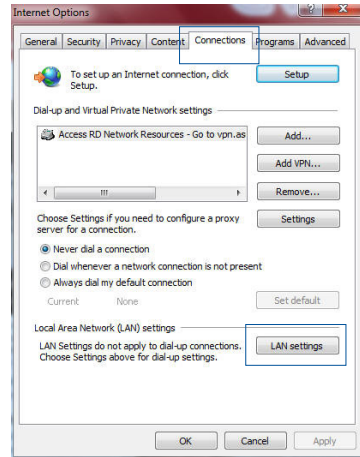 Internet Options
General Security Privacy Content Connections Programs Advanced
To set up an Internet connection, click
Setup.
Setup
Dial-up and Virtual Private Network settings
Access RD Network Resources - Go to vpn.as
Add...
Add VPN...
Remove...
Choose Settings if you need to configure a proxy
server for a connection.
Settings
Never dial a connection
Dial whenever a network connection is not present
Always dial my default connection
Current None
Set default
Local Area Network (LAN) settings
LAN Settings do not apply to dial-up connections.
Choose Settings above for dial-up settings.
LAN settings
OK Cancel Apply